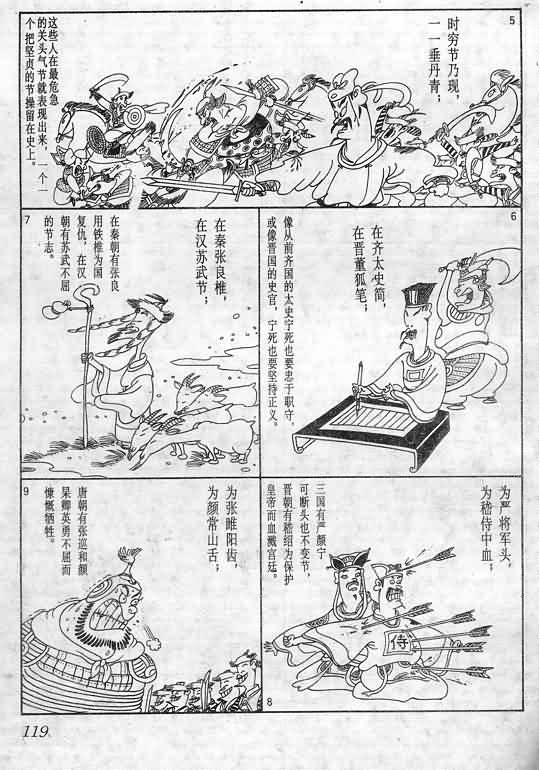 5
时穷节乃现，
一一垂丹青；
这些人在最危急
的关头气节就表现出来，一个一
个把坚贞的节操留在史上。
6
在齐太史简，
在晋董狐笔；
像从前齐国的太史宁死也要忠于职守，
或像晋国的史官，宁死也要坚持正义。
7
在秦张良椎，
在汉苏武节；
在秦朝有张良
用铁椎为国
复仇，在汉
朝有苏武不屈
的节志。
8
为严将军头，
为嵇侍中血；
三国有严颜宁
可断头也不变节，
晋朝有嵇绍为保护
皇帝而血溅宫廷。
侍
9
为张睢阳齿，
为颜常山舌；
唐朝有张巡和颜
杲卿英勇不屈而
慷慨牺牲。
119